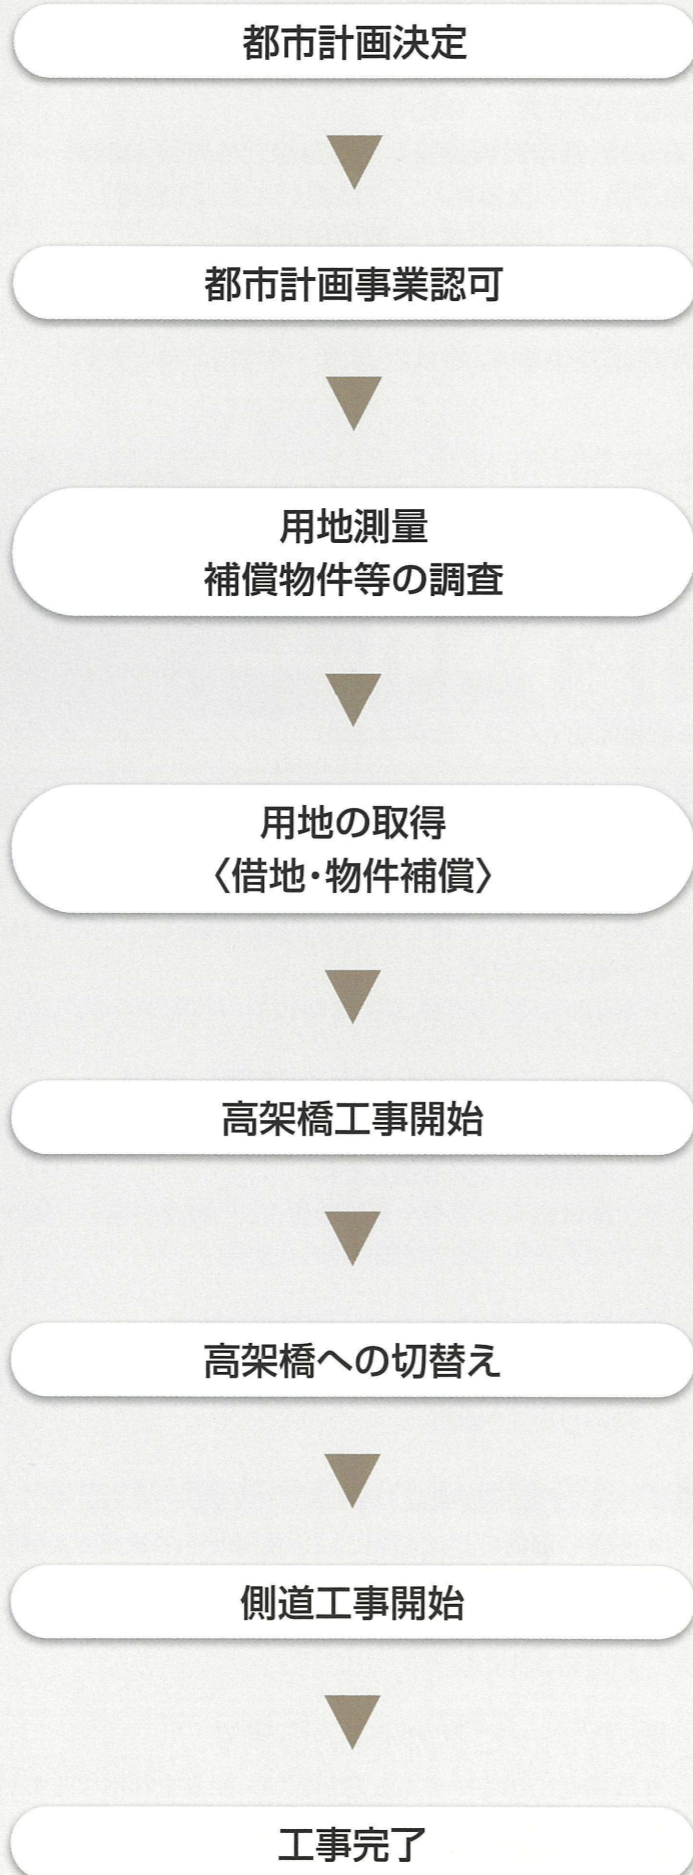 都市計画決定
都市計画事業認可
用地測量
補償物件等の調査
用地の取得
〈借地・物件補償〉
高架橋工事開始
高架橋への切替え
側道工事開始
工事完了